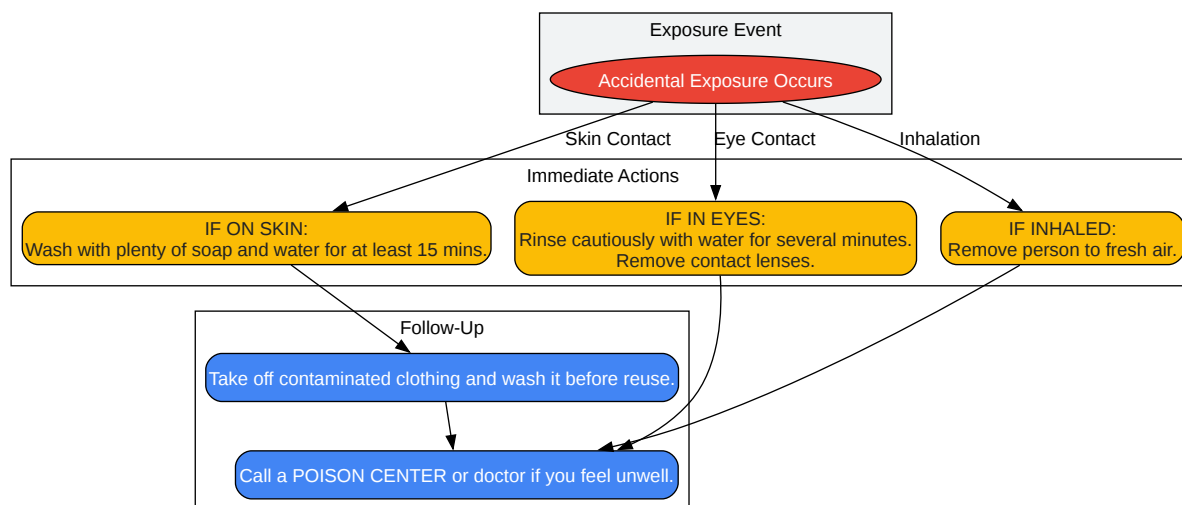 Exposure Event
Accidental Exposure Occurs
Skin Contact
Eye Contact
Inhalation
Immediate Actions
IF ON SKIN:
Wash with plenty of soap and water for at least 15 mins.
IF IN EYES:
Rinse cautiously with water for several minutes.
Remove contact lenses.
IF INHALED:
Remove person to fresh air.
Follow-Up
Take off contaminated clothing and wash it before reuse.
Call a POISON CENTER or doctor if you feel unwell.